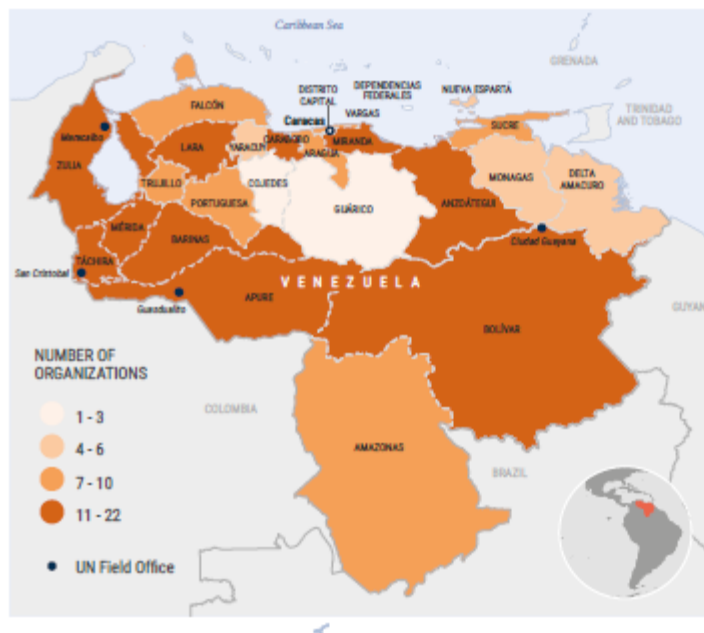 Caribbean Sea
GRENADA
DISTRITO
CAPITAL
DEPENDENCIAS
FEDERALES
NUEVA ESPARTA
TRINIDAD
AND TOBAGO
FALCÓN
Caracas
VARGAS
Maracaibo
LARA
YARACUY
CARABOBO
MIRANDA
SUCRE
ARAGUA
ZULIA
TRUJILLO
COJEDES
MONAGAS
DELTA
AMACURO
PORTUGUESA
GUÁRICO
ANZOÁTEGUI
MÉRIDA
BARINAS
Ciudad Guayana
TÁCHIRA
San Cristobal
VENEZUELA
APURE
Guasdualito
BOLÍVAR
GUYAN
NUMBER OF
ORGANIZATIONS
1 - 3
4 - 6
7 - 10
11 - 22
UN Field Office
COLOMBIA
AMAZONAS
BRAZIL